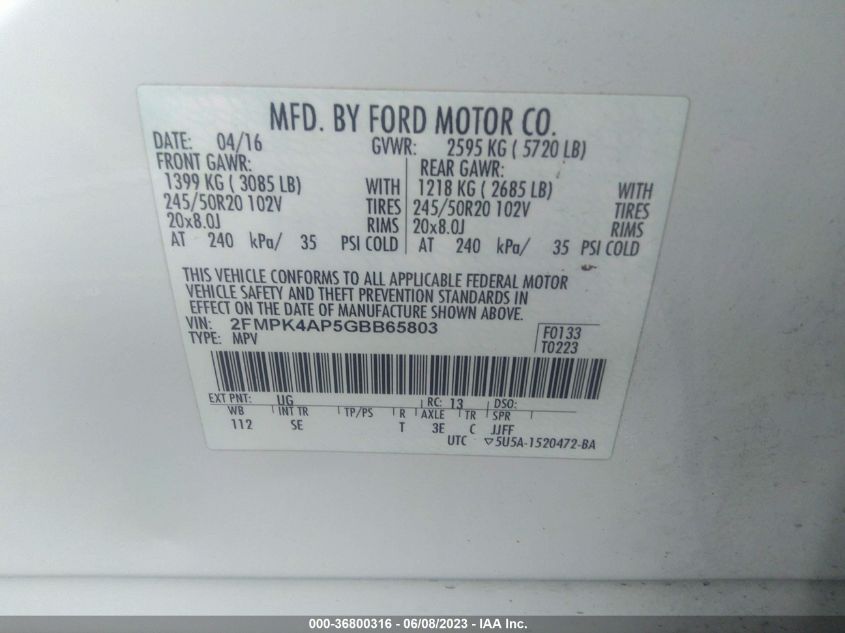 MFD. BY FORD MOTOR CO.
DATE: 04/16 GVWR: 2595 KG ( 5720 LB)
FRONT GAWR: REAR GAWR:
1399 KG ( 3085 LB) WITH 1218 KG ( 2685 LB) WITH
245/50R20 102V TIRES 245/50R20 102V TIRES
20x8.0J RIMS 20x8.0J RIMS
AT 240 kPa/ 35 PSI COLD AT 240 kPa/ 35 PSI COLD
THIS VEHICLE CONFORMS TO ALL APPLICABLE FEDERAL MOTOR
VEHICLE SAFETY AND THEFT PREVENTION STANDARDS IN
EFFECT ON THE DATE OF MANUFACTURE SHOWN ABOVE.
VIN: 2FMPK4AP5GBB65803 F0133
TYPE: MPV T0223
EXT PNT: UG RC: 13 DSO:
WB INT TR TP/PS R AXLE TR SPR
112 SE T 3E C JJFF
UTC ▽5U5A-1520472-BA
000-36800316 - 06/08/2023 - IAA Inc.